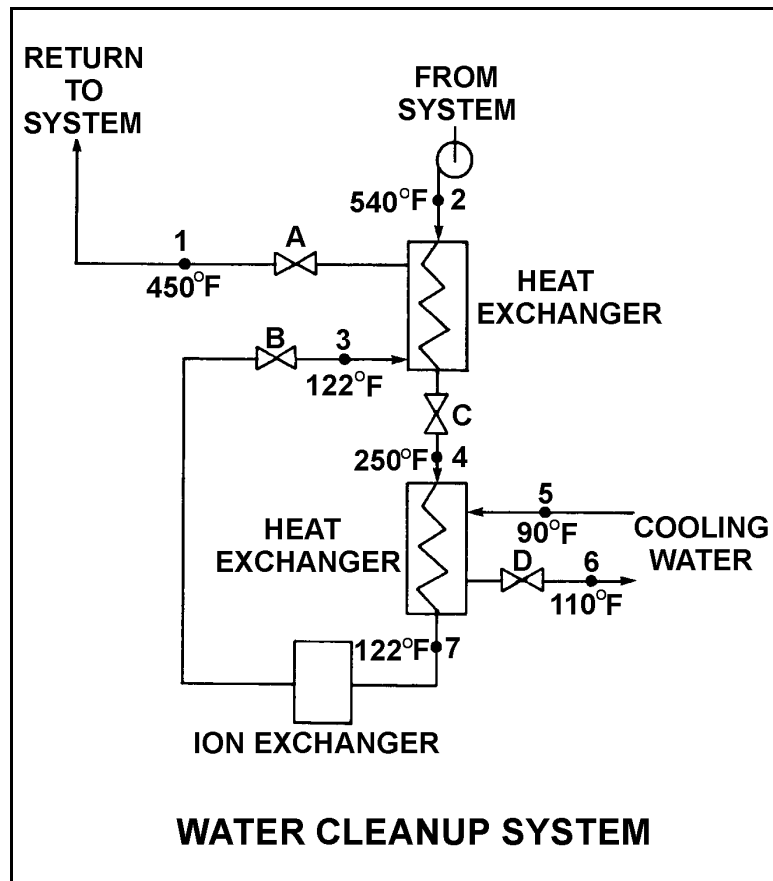 RETURN
TO
SYSTEM
FROM
SYSTEM
540°F
2
1
A
450°F
HEAT
EXCHANGER
B
3
122°F
C
250°F
4
HEAT
EXCHANGER
5
90°F
COOLING
WATER
D
6
110°F
122°F
7
ION EXCHANGER
WATER CLEANUP SYSTEM